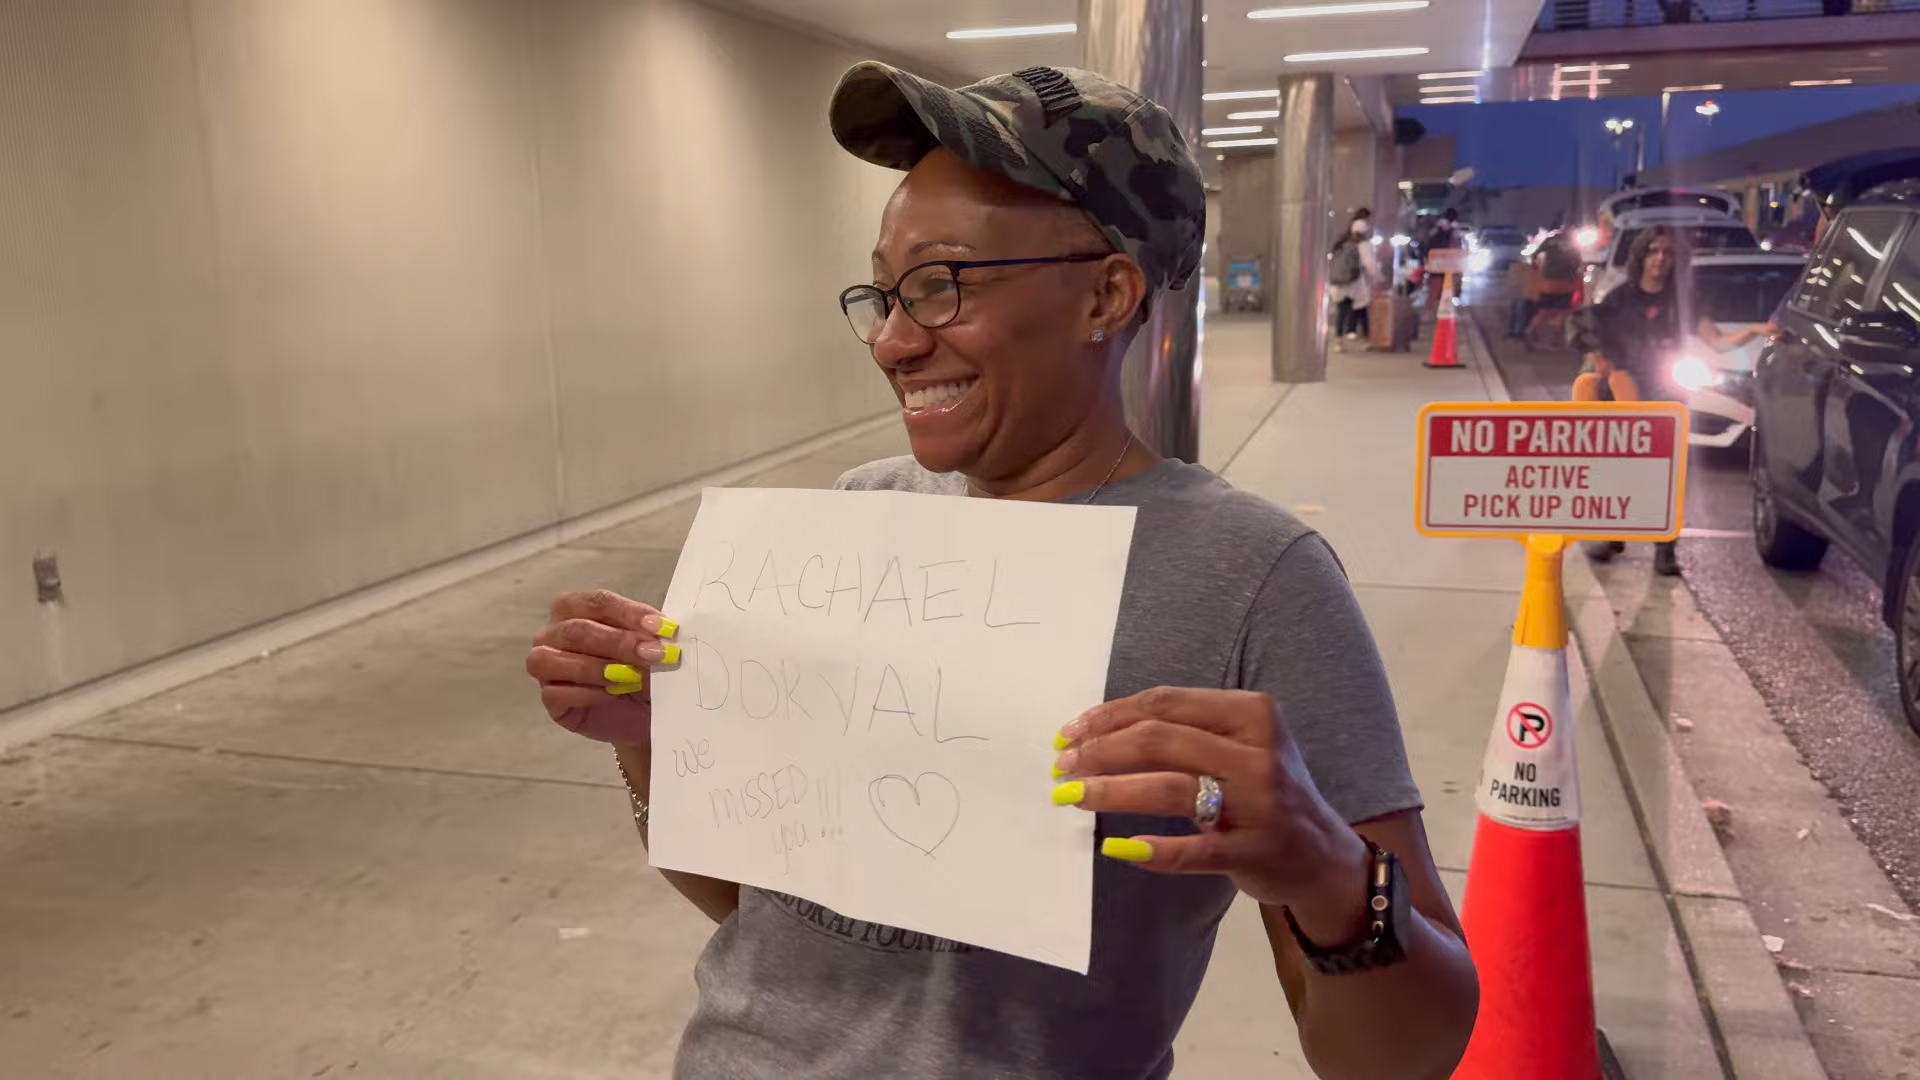 RACHAEL
DORVAL
we
MISSED
you!!!
NO PARKING
ACTIVE
PICK UP ONLY
NO
PARKING